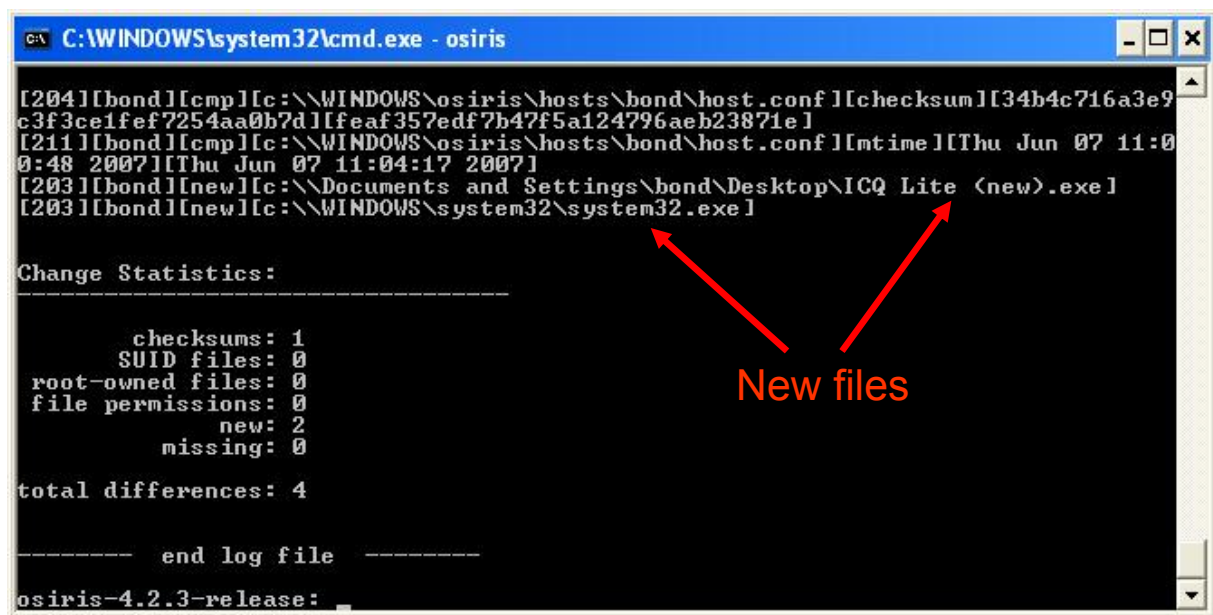 C:\WINDOWS\system32\cmd.exe - osiris
[204][bond][cmp][c:\\WINDOWS\osiris\hosts\bond\host.conf][checksum][34b4c716a3e9
c3f3ce1fef7254aa0b7d][feaf357edf7b47f5a124796aeb23871e]
[211][bond][cmp][c:\\WINDOWS\osiris\hosts\bond\host.conf][mtime][Thu Jun 07 11:0
0:48 2007][Thu Jun 07 11:04:17 2007]
[203][bond][new][c:\\Documents and Settings\bond\Desktop\ICQ Lite (new).exe]
[203][bond][new][c:\\WINDOWS\system32\system32.exe]
Change Statistics:
----------------------------------
checksums: 1
SUID files: 0
root-owned files: 0
file permissions: 0
new: 2
missing: 0
total differences: 4
-------- end log file --------
osiris-4.2.3-release: _
New files